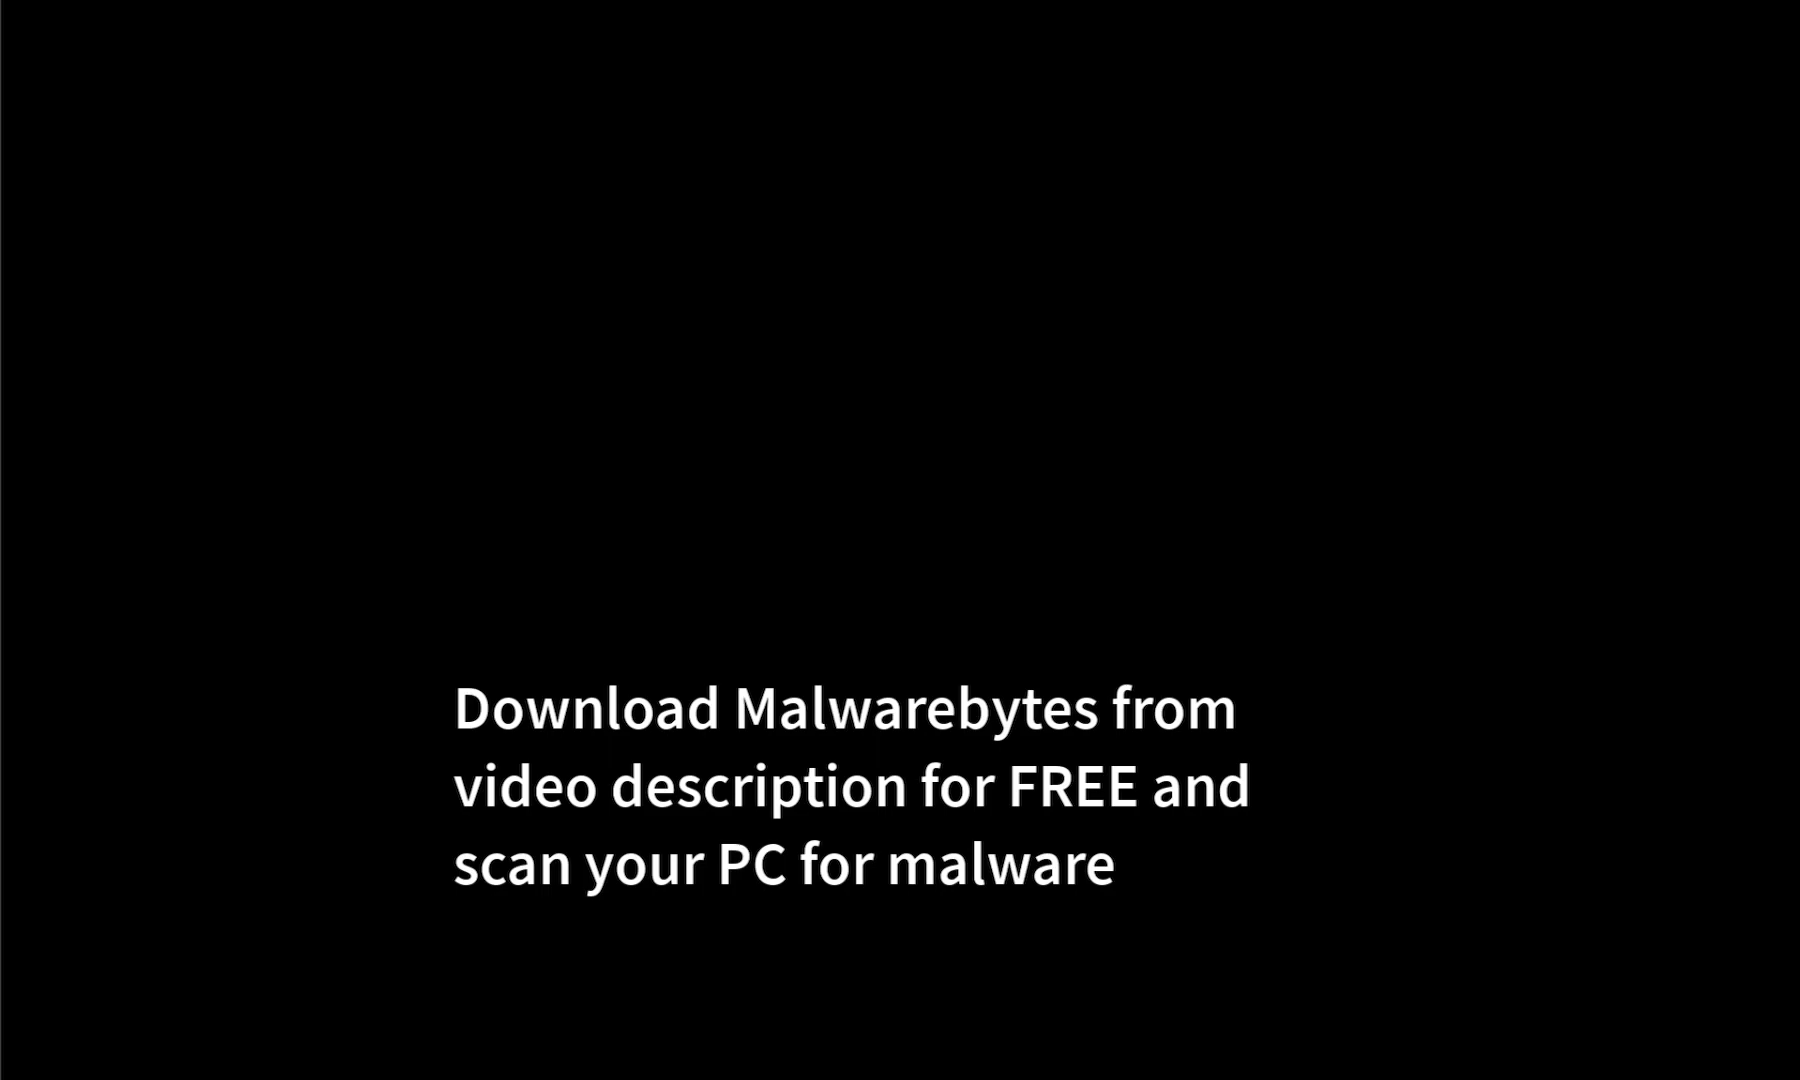 Download Malwarebytes from
video description for FREE and
scan your PC for malware